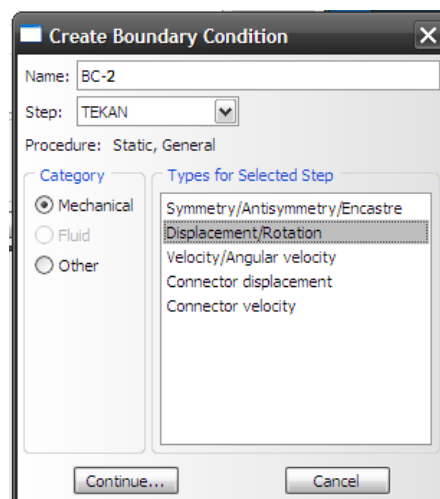 Create Boundary Condition
Name: BC-2
Step: TEKAN
Procedure: Static, General
Category
Mechanical
Fluid
Other
Types for Selected Step
Symmetry/Antisymmetry/Encastre
Displacement/Rotation
Velocity/Angular velocity
Connector displacement
Connector velocity
Continue... Cancel